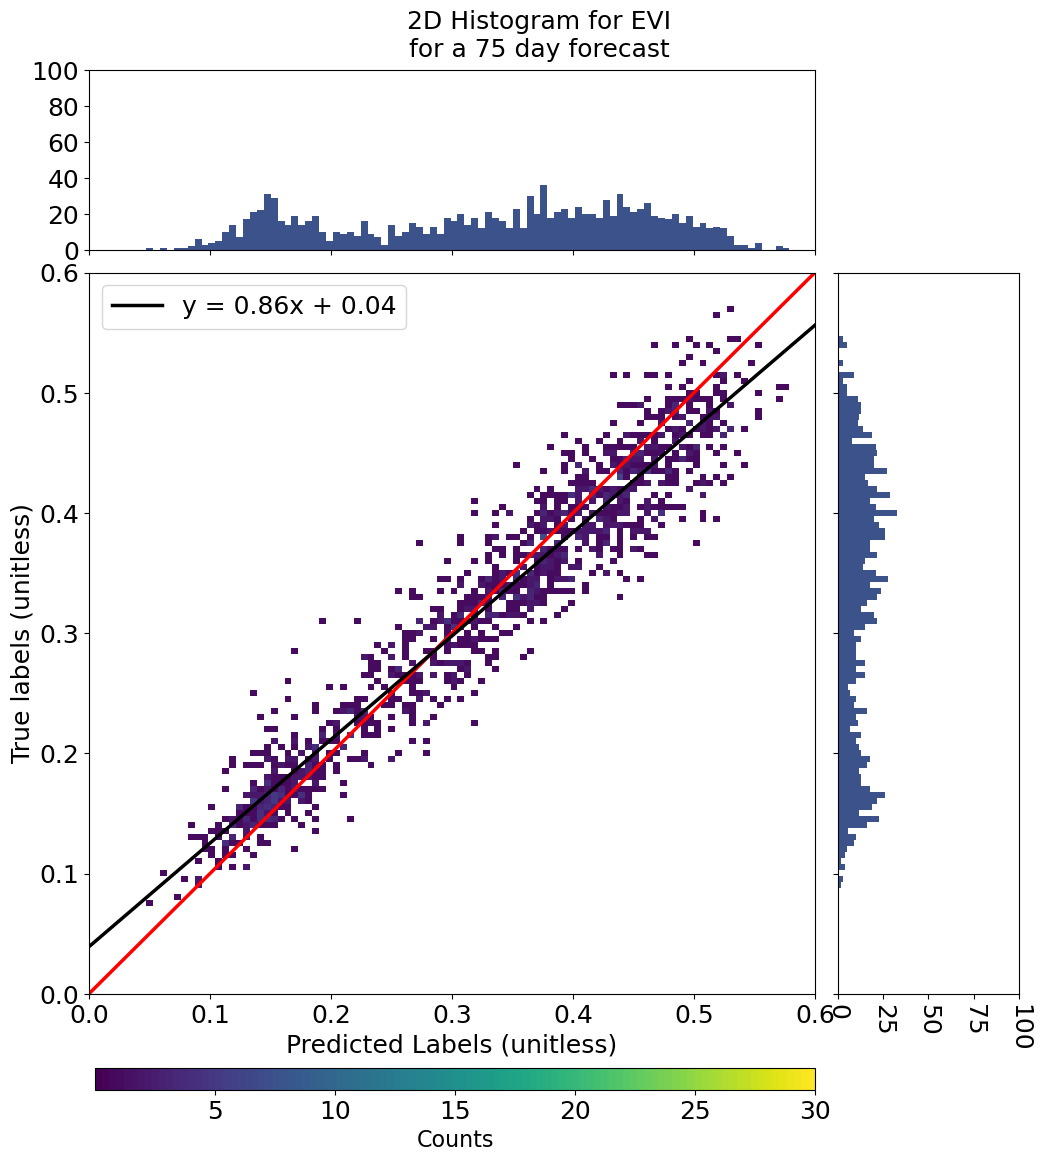 2D Histogram for EVI
for a 75 day forecast
100
80
60
40
20
0
0.6
0.5
0.4
0.3
0.2
0.1
0.0
True labels (unitless)
y = 0.86x + 0.04
0.0 0.1 0.2 0.3 0.4 0.5 0.6
Predicted Labels (unitless)
0 25 50 75 100
5 10 15 20 25 30
Counts